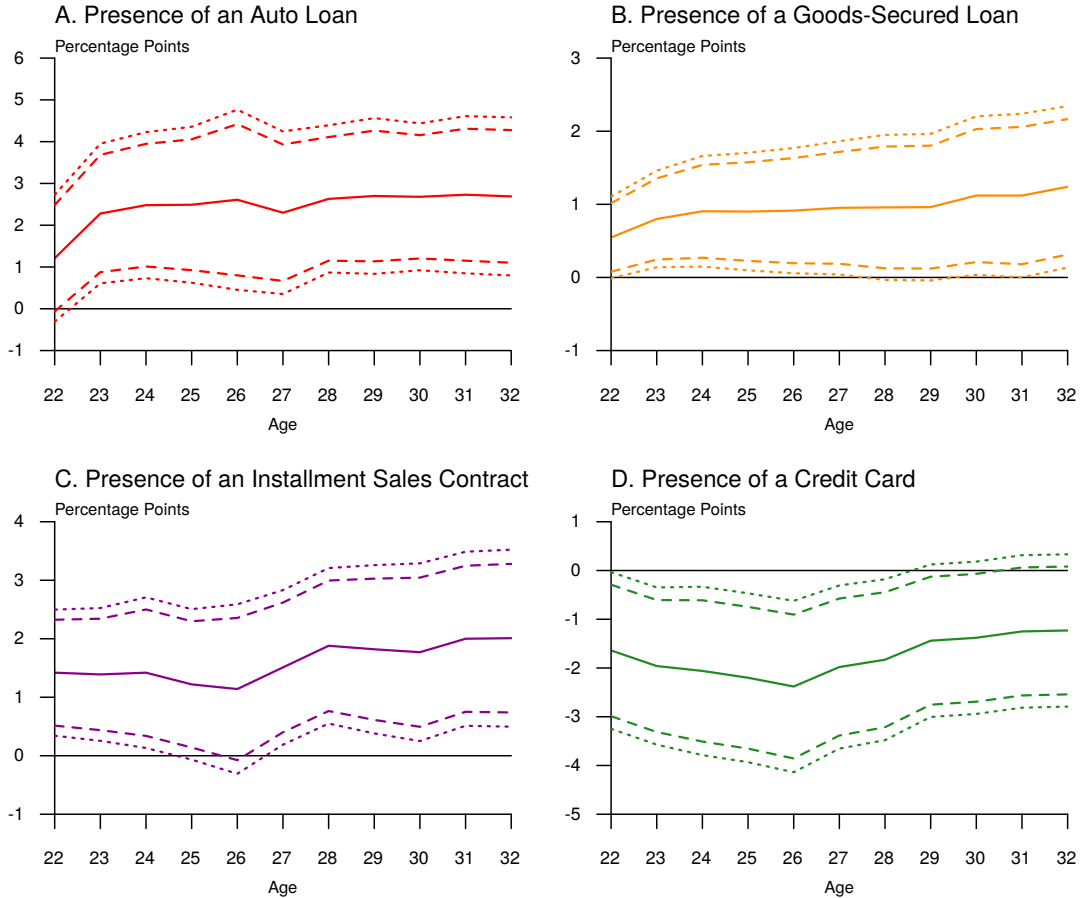 A. Presence of an Auto Loan
Percentage Points
6
5
4
3
2
1
0
-1
22 23 24 25 26 27 28 29 30 31 32
Age
B. Presence of a Goods-Secured Loan
Percentage Points
3
2
1
0
-1
22 23 24 25 26 27 28 29 30 31 32
Age
C. Presence of an Installment Sales Contract
Percentage Points
4
3
2
1
0
-1
22 23 24 25 26 27 28 29 30 31 32
Age
D. Presence of a Credit Card
Percentage Points
1
0
-1
-2
-3
-4
-5
22 23 24 25 26 27 28 29 30 31 32
Age